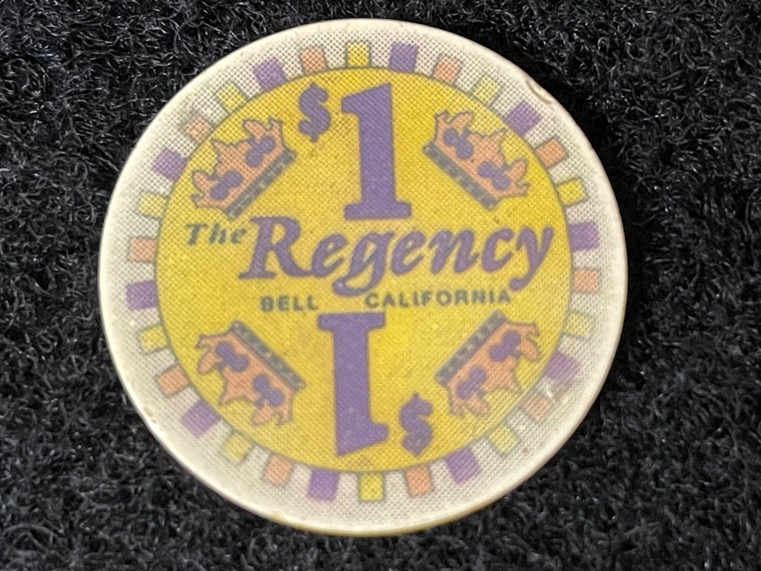 $1
The Regency
BELL CALIFORNIA
$1